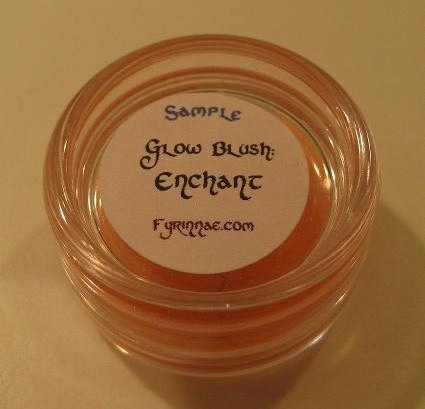 Sample
Glow Blush:
Enchant
Fyrinnae.com